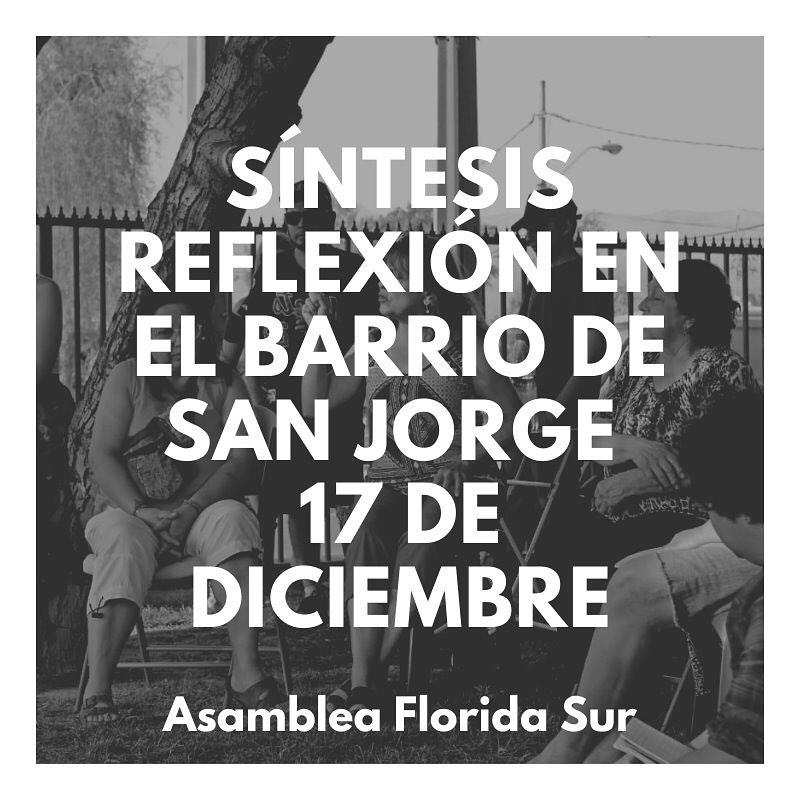 SÍNTESIS
REFLEXIÓN EN
EL BARRIO DE
SAN JORGE
17 DE
DICIEMBRE
Asamblea Florida Sur